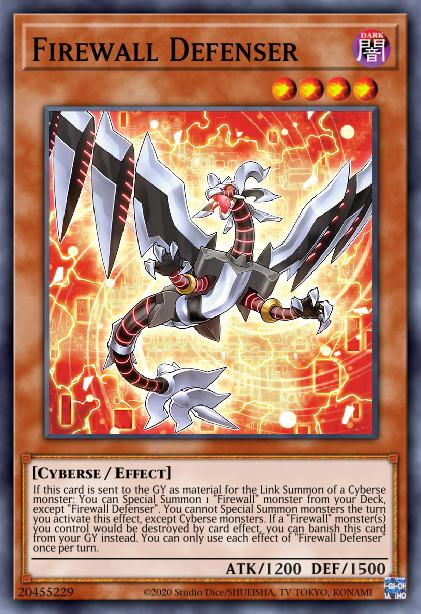 FIREWALL DEFENSER
DARK
闇
[CYBERSE / EFFECT]
If this card is sent to the GY as material for the Link Summon of a Cyberse
monster: You can Special Summon 1 "Firewall" monster from your Deck,
except "Firewall Defenser". You cannot Special Summon monsters the turn
you activate this effect, except Cyberse monsters. If a "Firewall" monster(s)
you control would be destroyed by card effect, you can banish this card
from your GY instead. You can only use each effect of "Firewall Defenser"
once per turn.
ATK/1200 DEF/1500
20455229 ©2020 Studio Dice/SHUEISHA, TV TOKYO, KONAMI